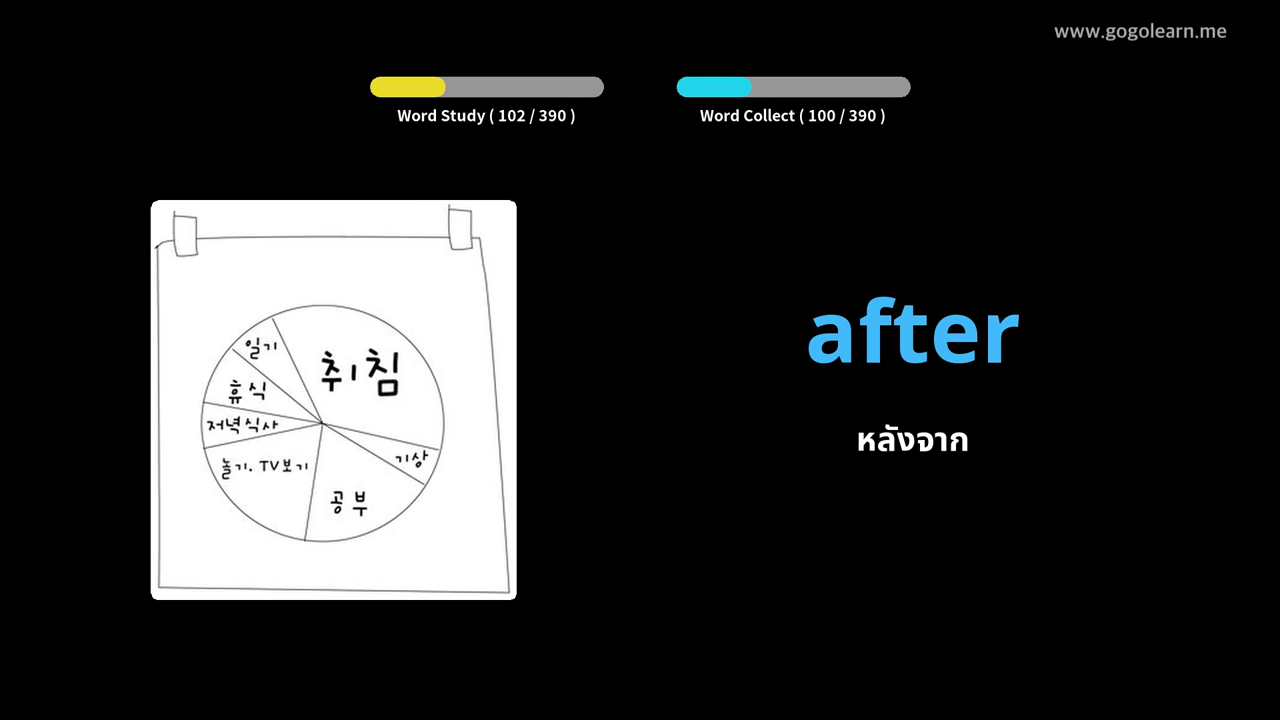 www.gogolearn.me
Word Study ( 102 / 390 )
Word Collect ( 100 / 390 )
일기
취침
휴식
저녁식사
놀기. TV보기
기상
공부
after
หลังจาก